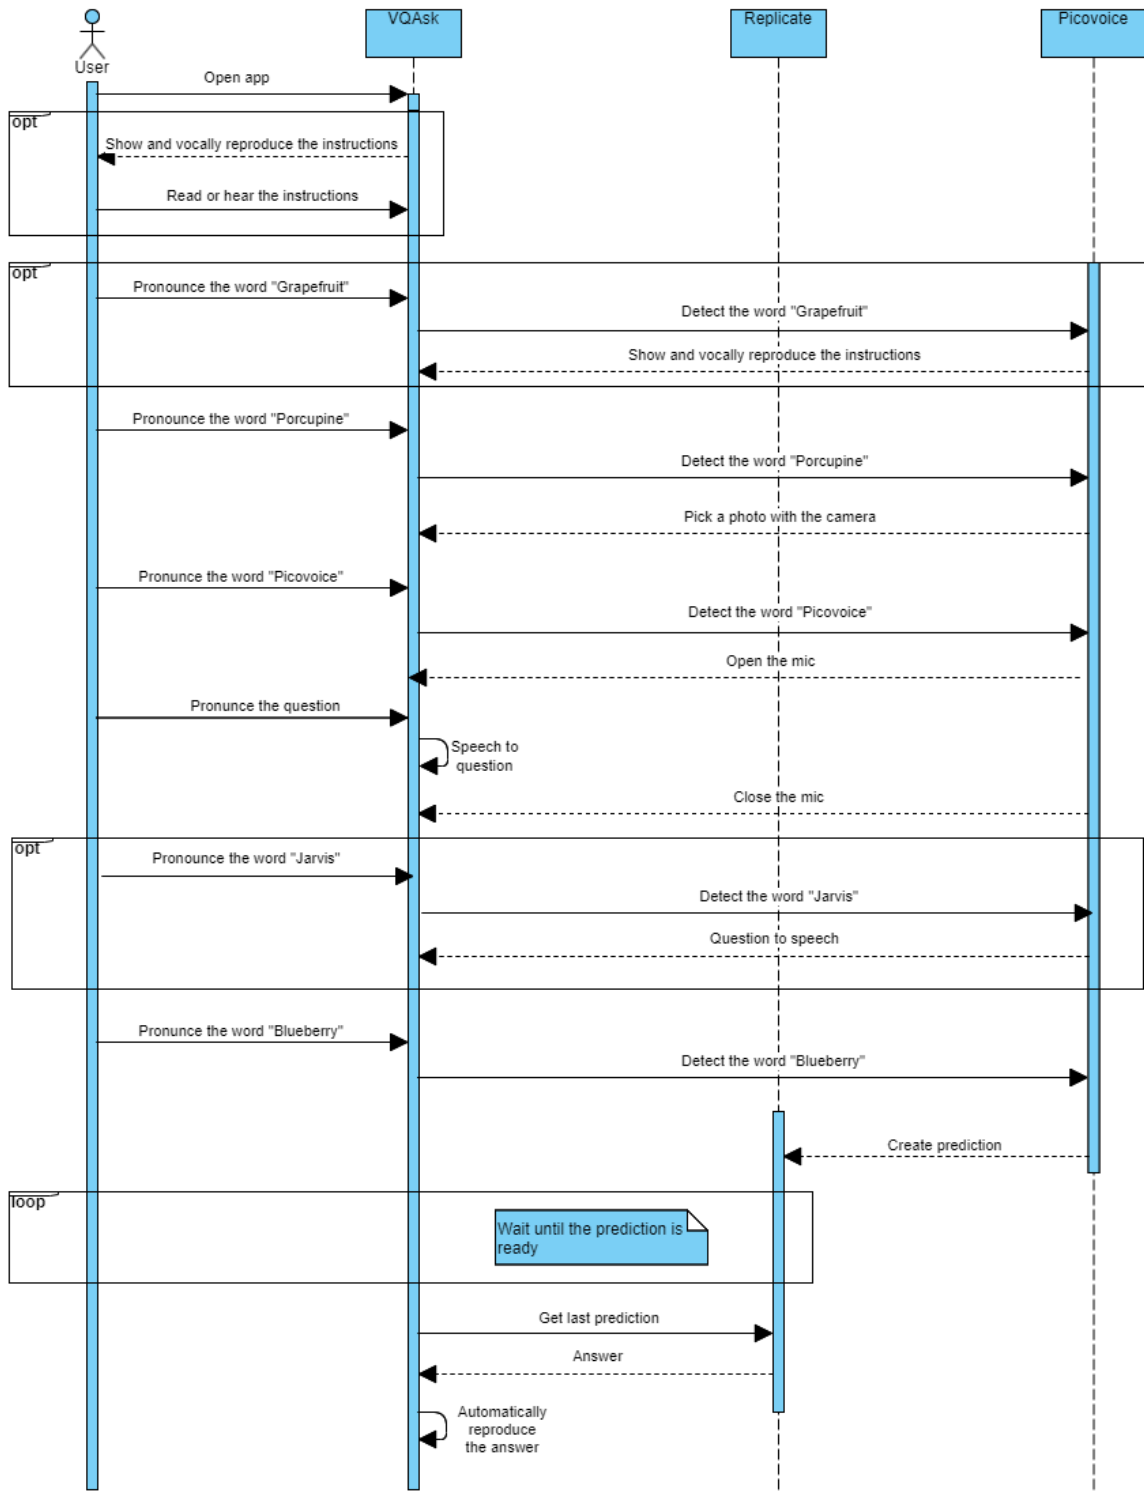 VQAsk
Replicate
Picovoice
User
Open app
opt
Show and vocally reproduce the instructions
Read or hear the instructions
opt
Pronounce the word "Grapefruit"
Detect the word "Grapefruit"
Show and vocally reproduce the instructions
Pronounce the word "Porcupine"
Detect the word "Porcupine"
Pick a photo with the camera
Pronunce the word "Picovoice"
Detect the word "Picovoice"
Open the mic
Pronunce the question
Speech to
question
Close the mic
opt
Pronounce the word "Jarvis"
Detect the word "Jarvis"
Question to speech
Pronunce the word "Blueberry"
Detect the word "Blueberry"
Create prediction
loop
Wait until the prediction is
ready
Get last prediction
Answer
Automatically
reproduce
the answer